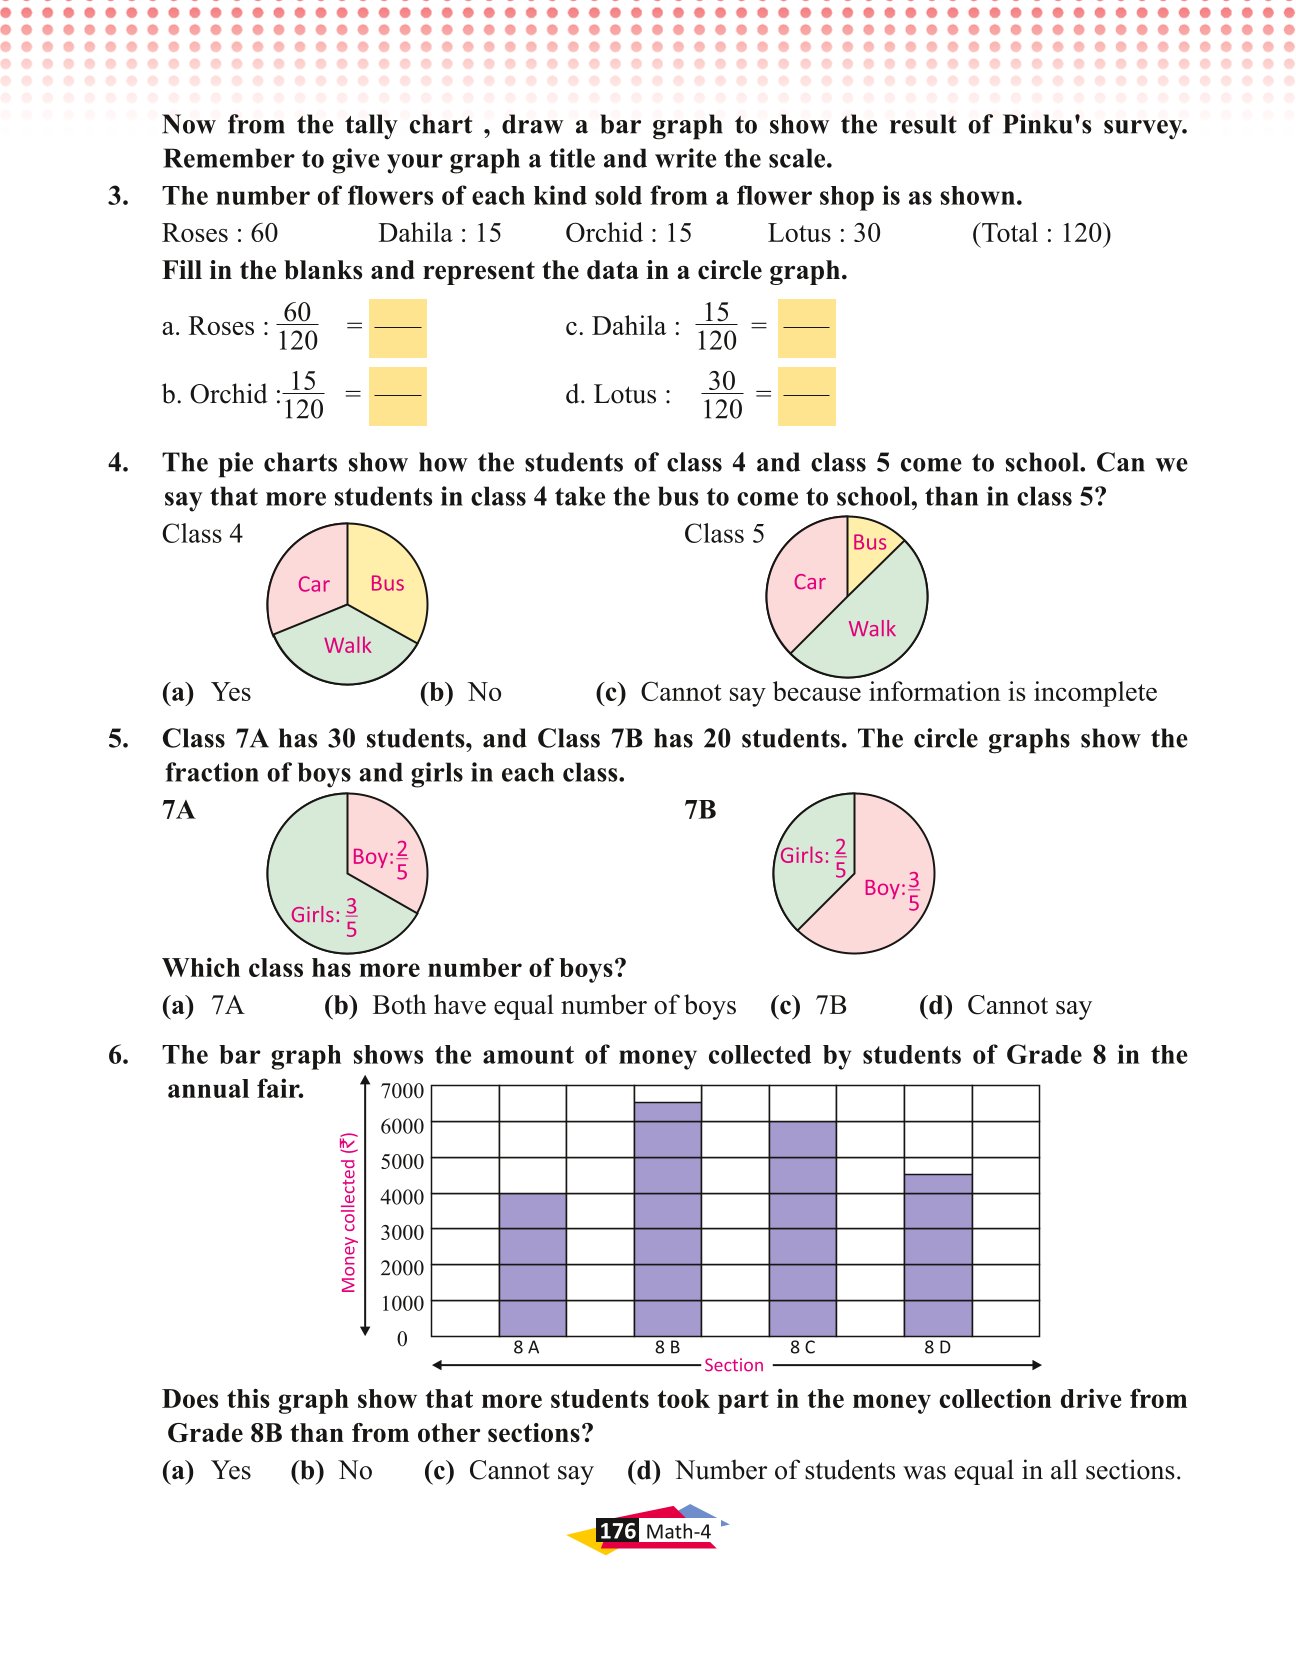 Now from the tally chart , draw a bar graph to show the result of Pinku's survey.
Remember to give your graph a title and write the scale.
3. The number of flowers of each kind sold from a flower shop is as shown.
Roses : 60 Dahila : 15 Orchid : 15 Lotus : 30 (Total : 120)
Fill in the blanks and represent the data in a circle graph.
a. Roses : 60/120 = ___ c. Dahila : 15/120 = ___
b. Orchid : 15/120 = ___ d. Lotus : 30/120 = ___
4. The pie charts show how the students of class 4 and class 5 come to school. Can we
say that more students in class 4 take the bus to come to school, than in class 5?
Class 4 Class 5
Car Bus Walk
Bus Car Walk
(a) Yes (b) No (c) Cannot say because information is incomplete
5. Class 7A has 30 students, and Class 7B has 20 students. The circle graphs show the
fraction of boys and girls in each class.
7A 7B
Boy: 2/5
Girls: 3/5
Girls: 2/5
Boy: 3/5
Which class has more number of boys?
(a) 7A (b) Both have equal number of boys (c) 7B (d) Cannot say
6. The bar graph shows the amount of money collected by students of Grade 8 in the
annual fair.
Money collected (₹)
7000
6000
5000
4000
3000
2000
1000
0
8 A 8 B 8 C 8 D
Section
Does this graph show that more students took part in the money collection drive from
Grade 8B than from other sections?
(a) Yes (b) No (c) Cannot say (d) Number of students was equal in all sections.
176 Math-4